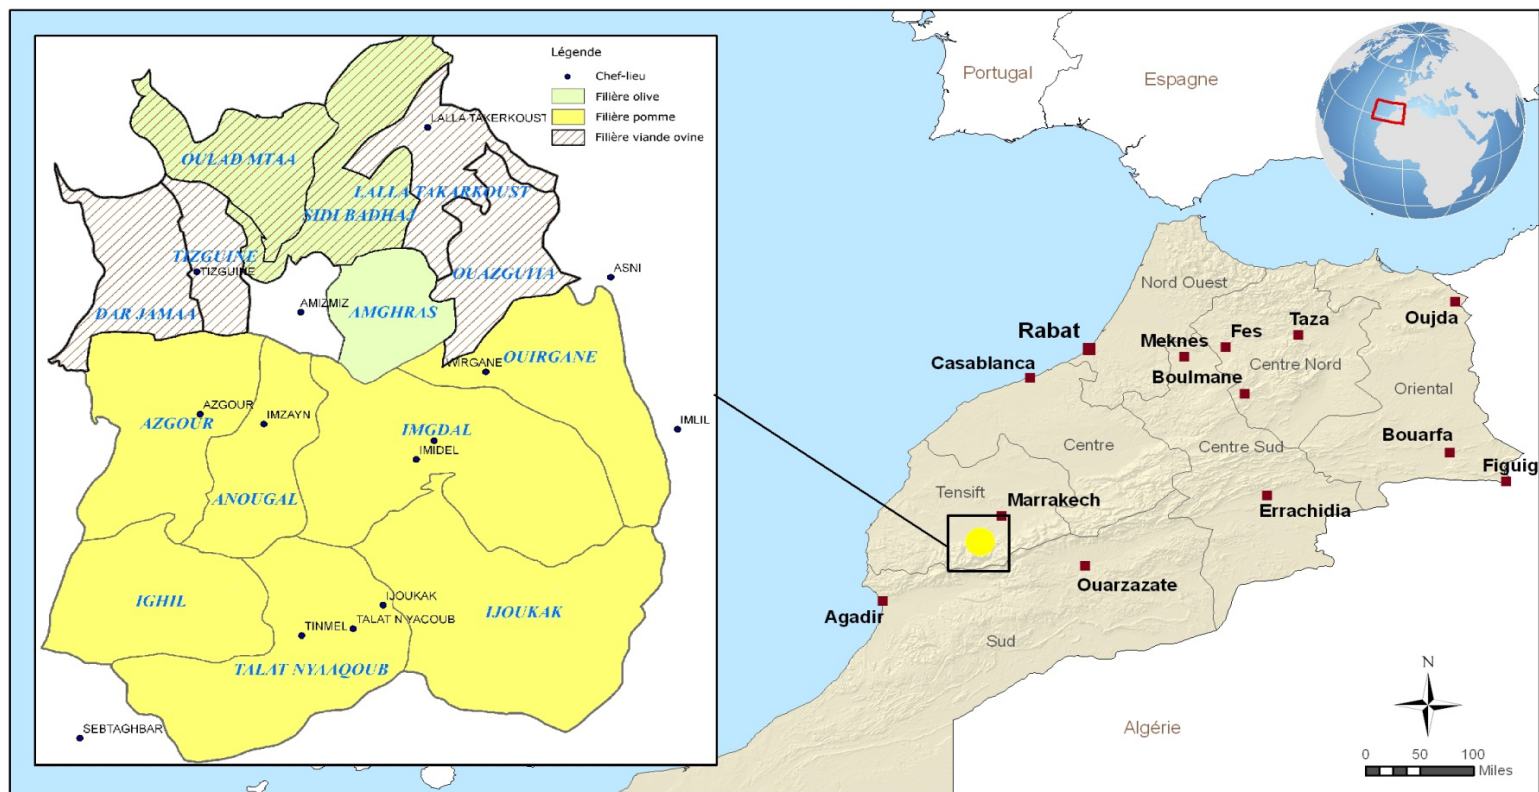 Légende
Chef-lieu
Filière olive
Filière pomme
Filière viande ovine
LALLA TAKERKOUST
OULAD MTAA
LALLA TAKARKOUST
SIDI BADHAJ
TIZGUINE
TIZGUINE
OUAZGUITA
ASNI
DAR JAMAA
AMIZMIZ
AMGHRAS
OUIRGANE
WIRGANE
AZGOUR
AZGOUR
IMZAYN
IMLIL
IMGDAL
IMIDEL
ANOUGAL
IGHIL
IJOUKAK
IJOUKAK
TINMEL
TALAT N YACOUB
TALAT NYAAQOUB
SEBTAGHBAR
Portugal
Espagne
Nord Ouest
Rabat
Meknes
Fes
Taza
Oujda
Casablanca
Boulmane
Centre Nord
Oriental
Centre
Centre Sud
Bouarfa
Figuig
Tensift
Marrakech
Errachidia
Ouarzazate
Agadir
Sud
Algérie
N
0 50 100
Miles